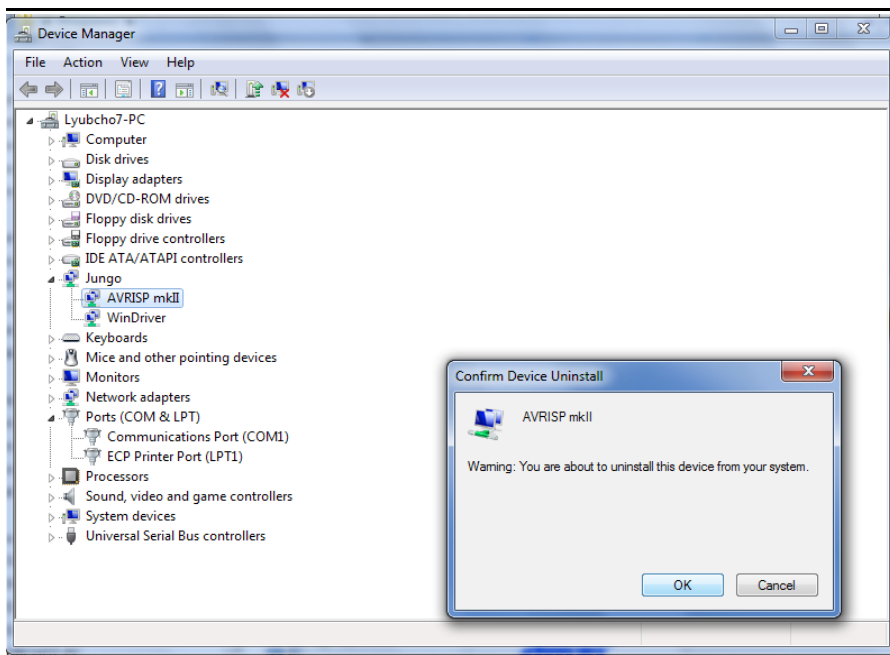 Device Manager
File Action View Help
Lyubcho7-PC
Computer
Disk drives
Display adapters
DVD/CD-ROM drives
Floppy disk drives
Floppy drive controllers
IDE ATA/ATAPI controllers
Jungo
AVRISP mkII
WinDriver
Keyboards
Mice and other pointing devices
Monitors
Network adapters
Ports (COM & LPT)
Communications Port (COM1)
ECP Printer Port (LPT1)
Processors
Sound, video and game controllers
System devices
Universal Serial Bus controllers
Confirm Device Uninstall
AVRISP mkII
Warning: You are about to uninstall this device from your system.
OK Cancel